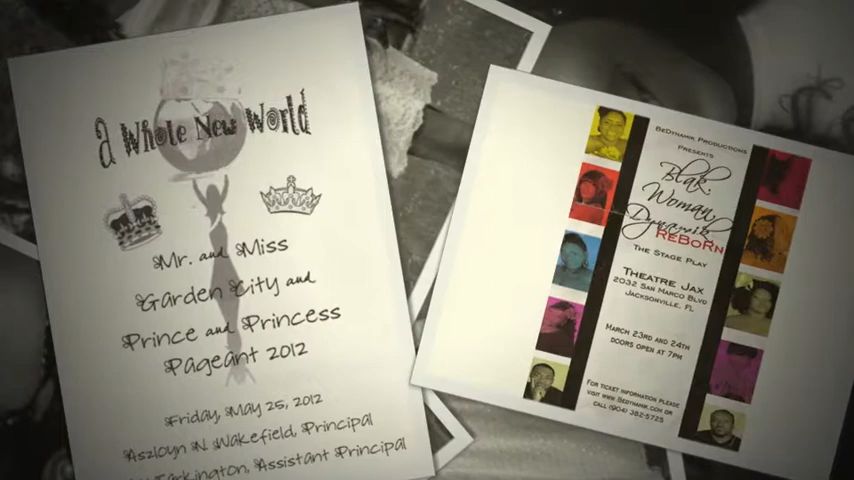 a Whole New World
Mr. and Miss
Garden City and
Prince and Princess
Pageant 2012
Friday, May 25, 2012
Aszloyn N. Wakefield, Principal
Tarkington, Assistant Principal
BeDynamik Productions
Presents
Blak:
Woman
Dynamik
REBORN
The Stage Play
Theatre Jax
2032 San Marco Blvd
Jacksonville, FL
March 23rd and 24th
doors open at 7pm
For ticket information please
visit www.BeDynamik.com or
call (904) 382-5725